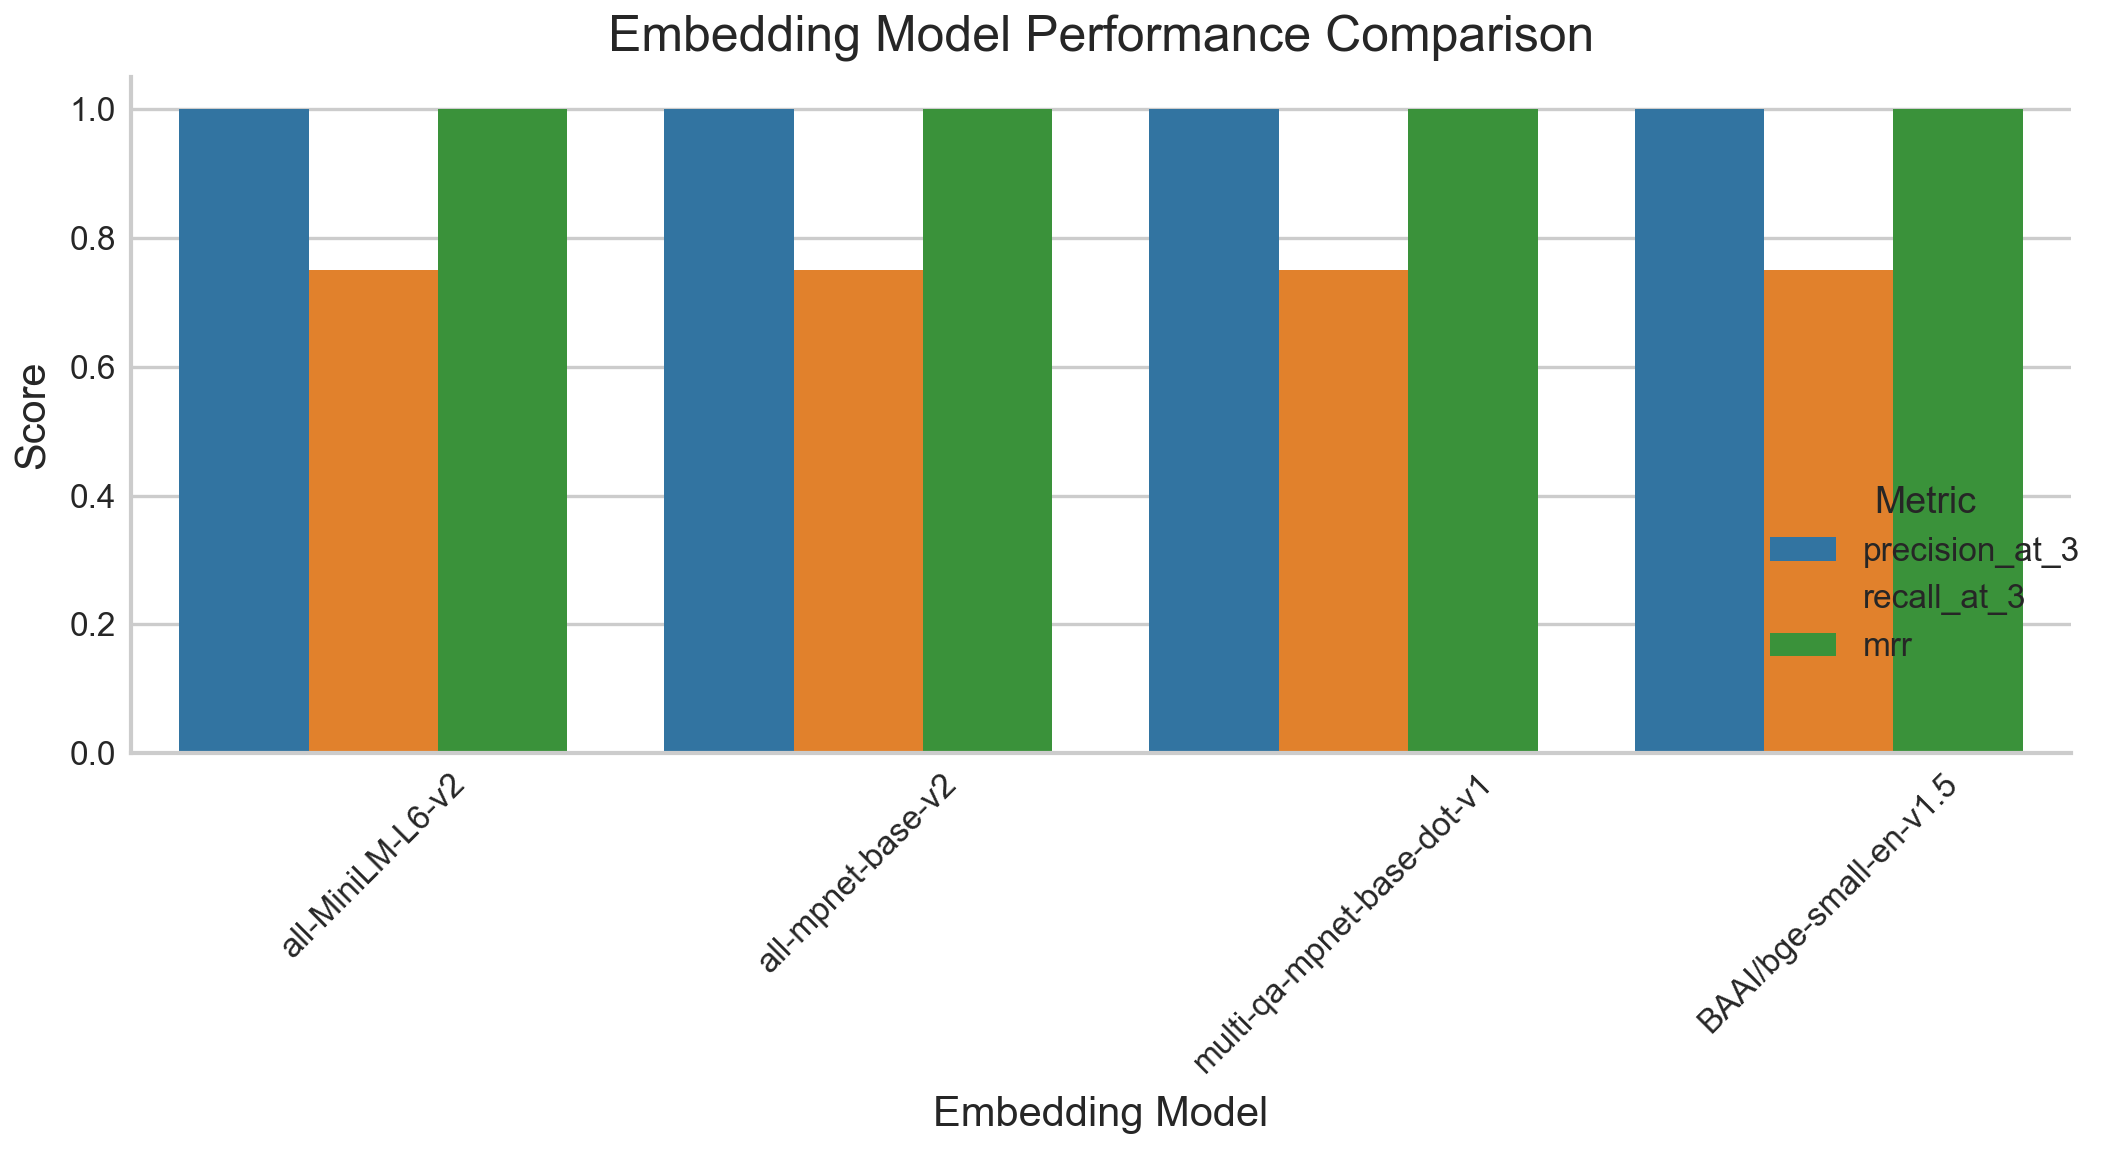 Embedding Model Performance Comparison
Score
1.0
0.8
0.6
0.4
0.2
0.0
Metric
precision_at_3
recall_at_3
mrr
all-MiniLM-L6-v2
all-mpnet-base-v2
multi-qa-mpnet-base-dot-v1
BAAI/bge-small-en-v1.5
Embedding Model